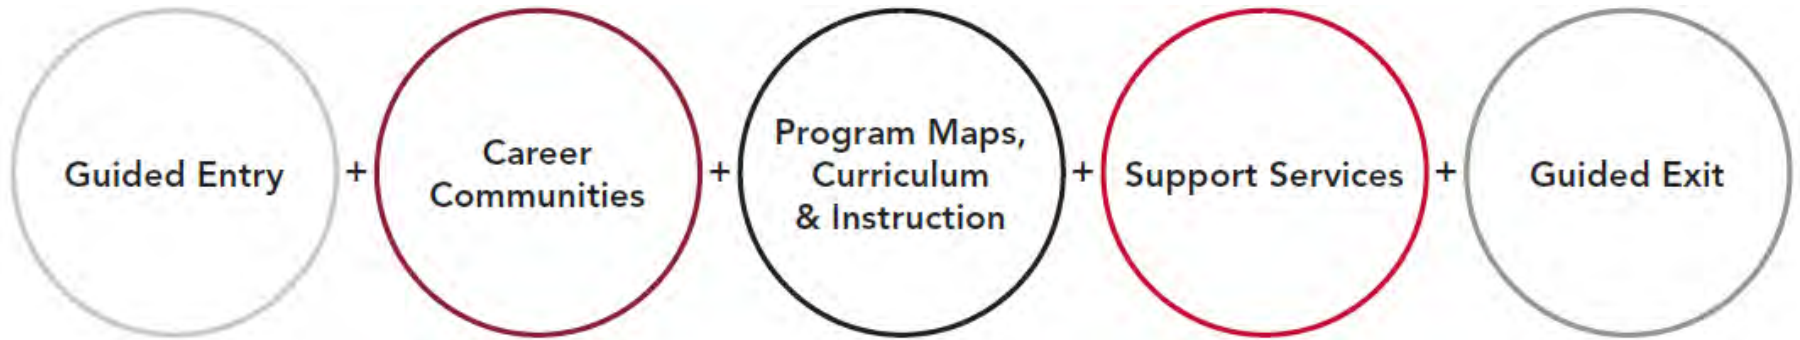 Guided Entry
+
Career
Communities
+
Program Maps,
Curriculum
& Instruction
+
Support Services
+
Guided Exit